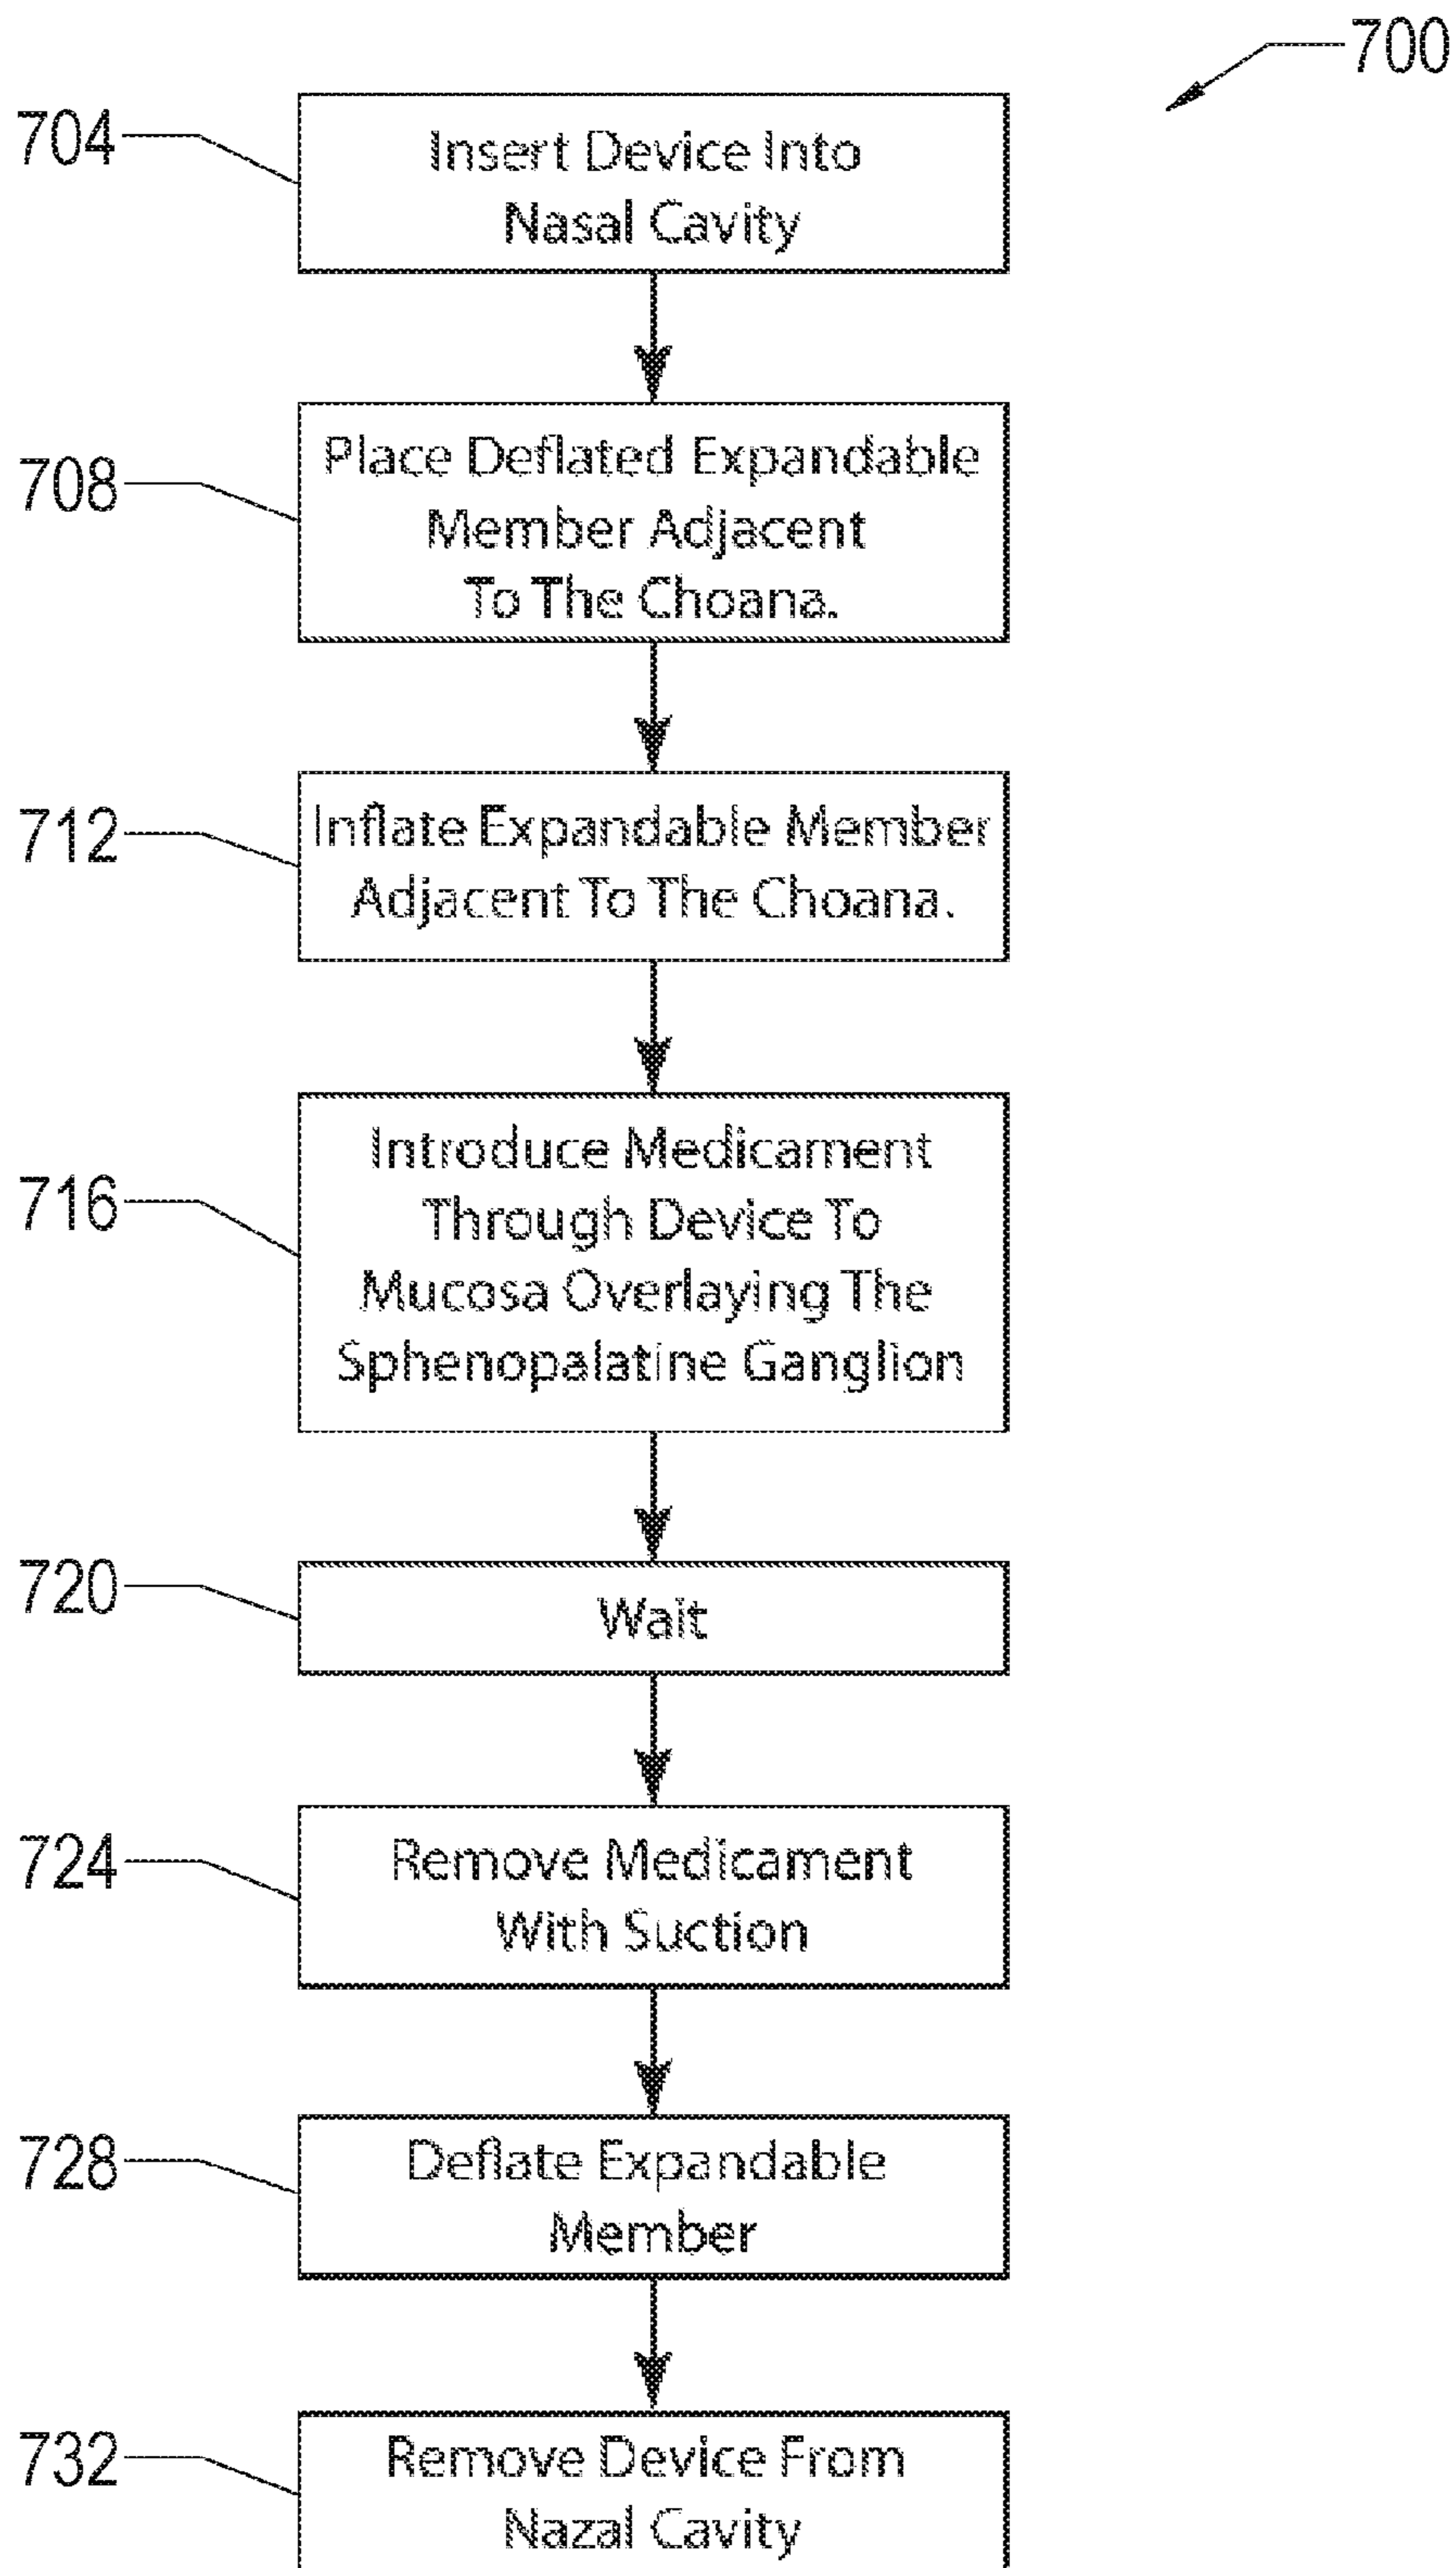 700
704
Insert Device Into
Nasal Cavity
708
Place Deflated Expandable
Member Adjacent
To The Choana.
712
Inflate Expandable Member
Adjacent To The Choana.
716
Introduce Medicament
Through Device To
Mucosa Overlaying The
Sphenopalatine Ganglion
720
Wait
724
Remove Medicament
With Suction
728
Deflate Expandable
Member
732
Remove Device From
Nazal Cavity